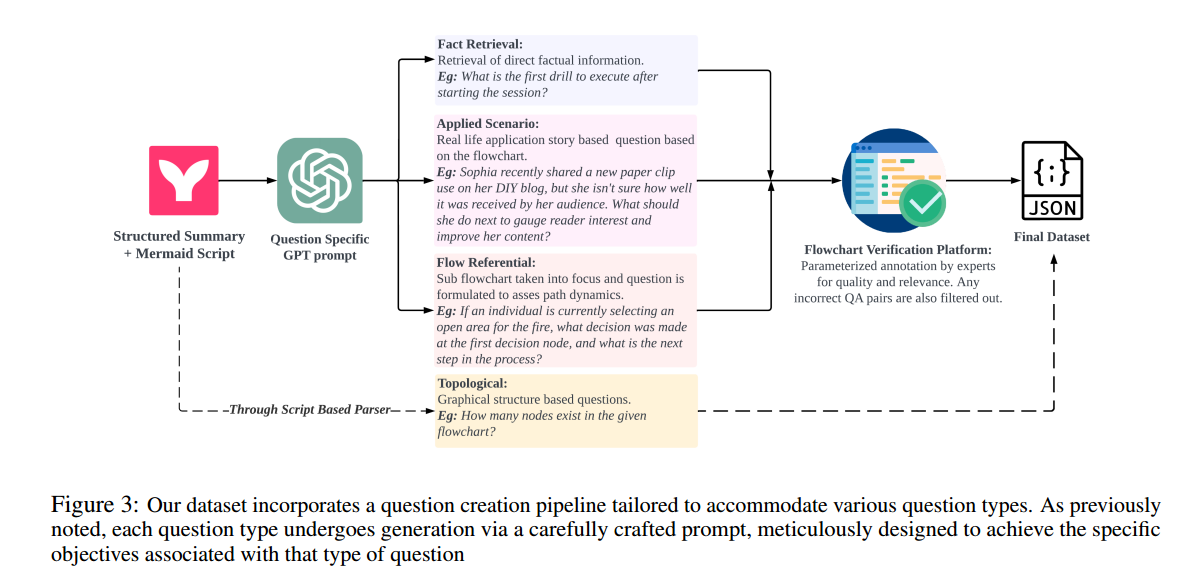 Fact Retrieval:
Retrieval of direct factual information.
Eg: What is the first drill to execute after
starting the session?
Applied Scenario:
Real life application story based question based
on the flowchart.
Eg: Sophia recently shared a new paper clip
use on her DIY blog, but she isn't sure how well
it was received by her audience. What should
she do next to gauge reader interest and
improve her content?
Structured Summary
+ Mermaid Script
Question Specific
GPT prompt
Flow Referential:
Sub flowchart taken into focus and question is
formulated to asses path dynamics.
Eg: If an individual is currently selecting an
open area for the fire, what decision was made
at the first decision node, and what is the next
step in the process?
Flowchart Verification Platform:
Parameterized annotation by experts
for quality and relevance. Any
incorrect QA pairs are also filtered out.
{;}
JSON
Final Dataset
Through Script Based Parser
Topological:
Graphical structure based questions.
Eg: How many nodes exist in the given
flowchart?
Figure 3: Our dataset incorporates a question creation pipeline tailored to accommodate various question types. As previously
noted, each question type undergoes generation via a carefully crafted prompt, meticulously designed to achieve the specific
objectives associated with that type of question